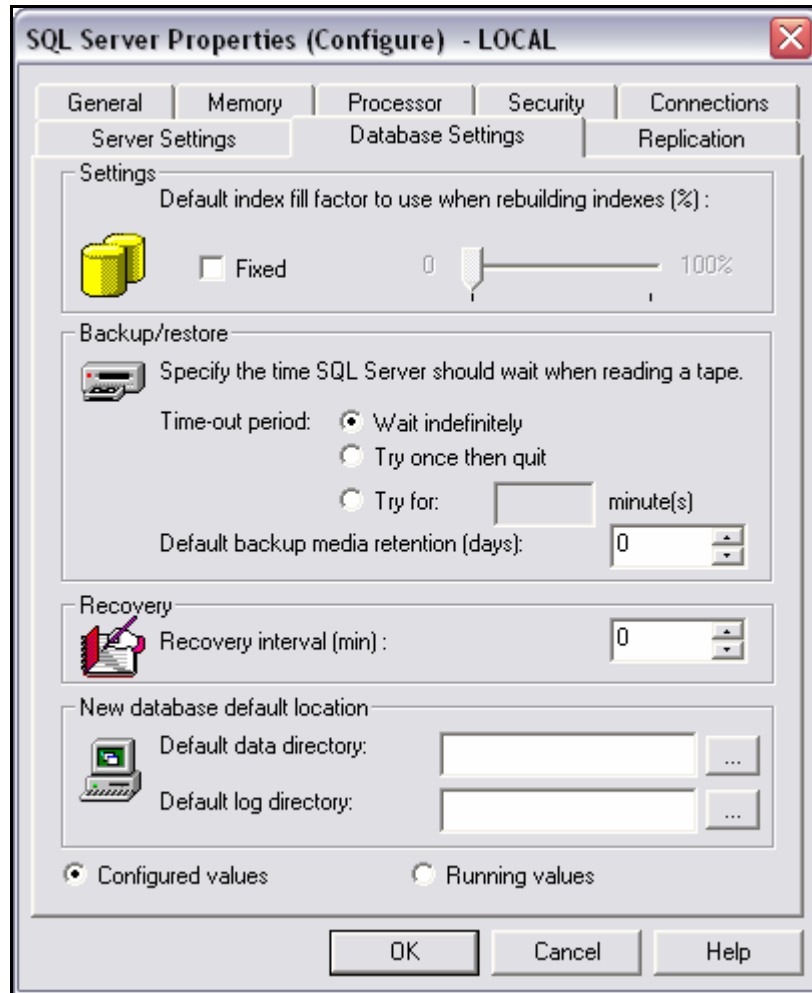 SQL Server Properties (Configure) - LOCAL
General Memory Processor Security Connections
Server Settings Database Settings Replication
Settings
Default index fill factor to use when rebuilding indexes (%) :
Fixed 0 100%
Backup/restore
Specify the time SQL Server should wait when reading a tape.
Time-out period: Wait indefinitely
Try once then quit
Try for: minute(s)
Default backup media retention (days): 0
Recovery
Recovery interval (min) : 0
New database default location
Default data directory: ...
Default log directory: ...
Configured values Running values
OK Cancel Help